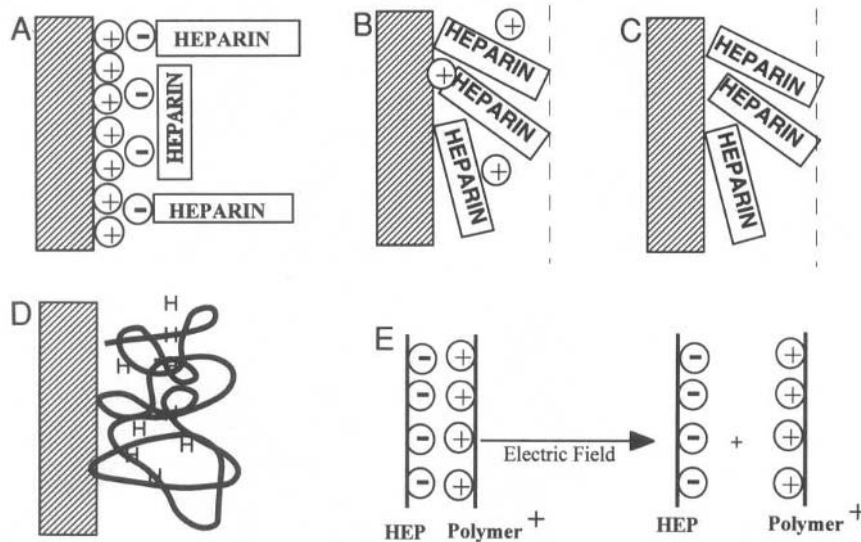 A
+ - HEPARIN
+
+ - HEPARIN
+
+ -
+ - HEPARIN
+
B
+
HEPARIN
+ HEPARIN
HEPARIN
+
C
HEPARIN
HEPARIN
HEPARIN
D
H
H
H
H
H
H
H
H
E
- + - +
- + - +
- + Electric Field - + +
- + - +
HEP Polymer +
HEP Polymer +